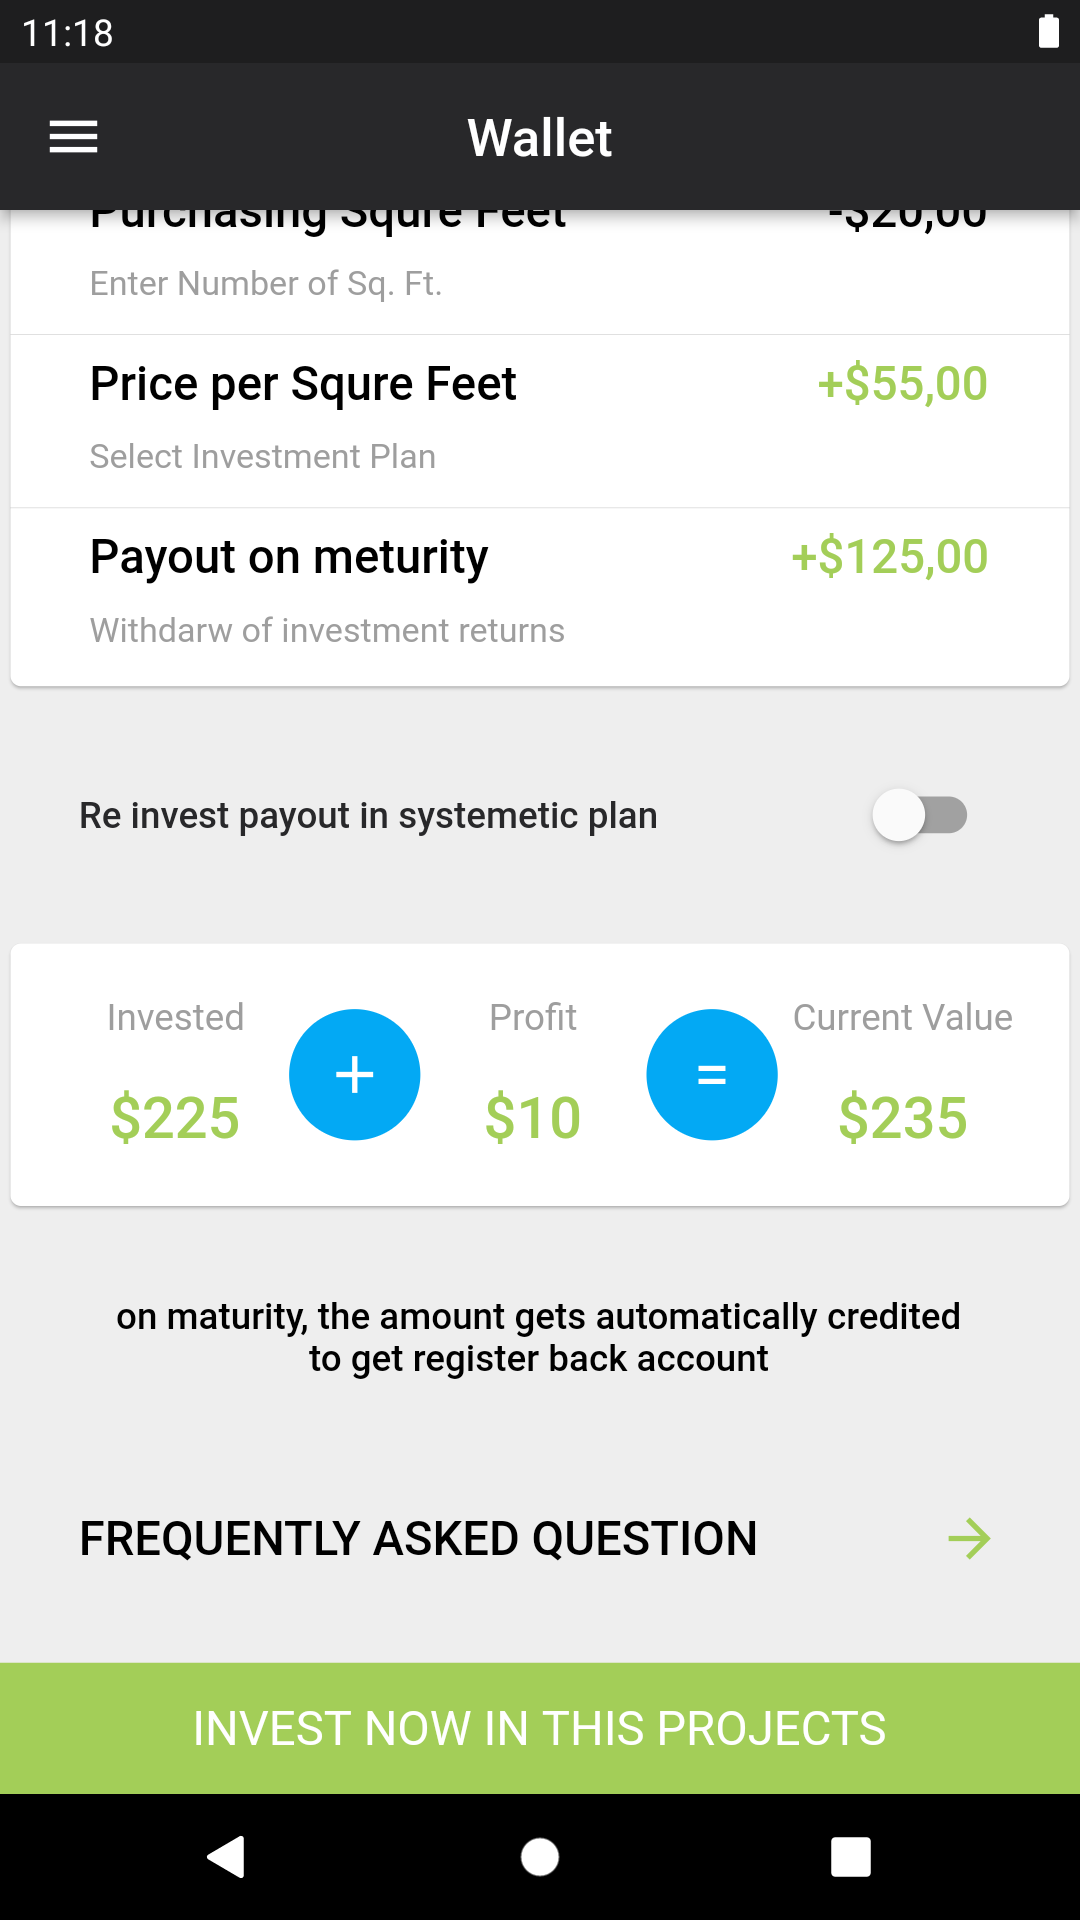 11:18
Wallet
Purchasing Squre Feet -$20,00
Enter Number of Sq. Ft.
Price per Squre Feet +$55,00
Select Investment Plan
Payout on meturity +$125,00
Withdarw of investment returns
Re invest payout in systemetic plan
Invested + Profit = Current Value
$225 $10 $235
on maturity, the amount gets automatically credited
to get register back account
FREQUENTLY ASKED QUESTION
INVEST NOW IN THIS PROJECTS